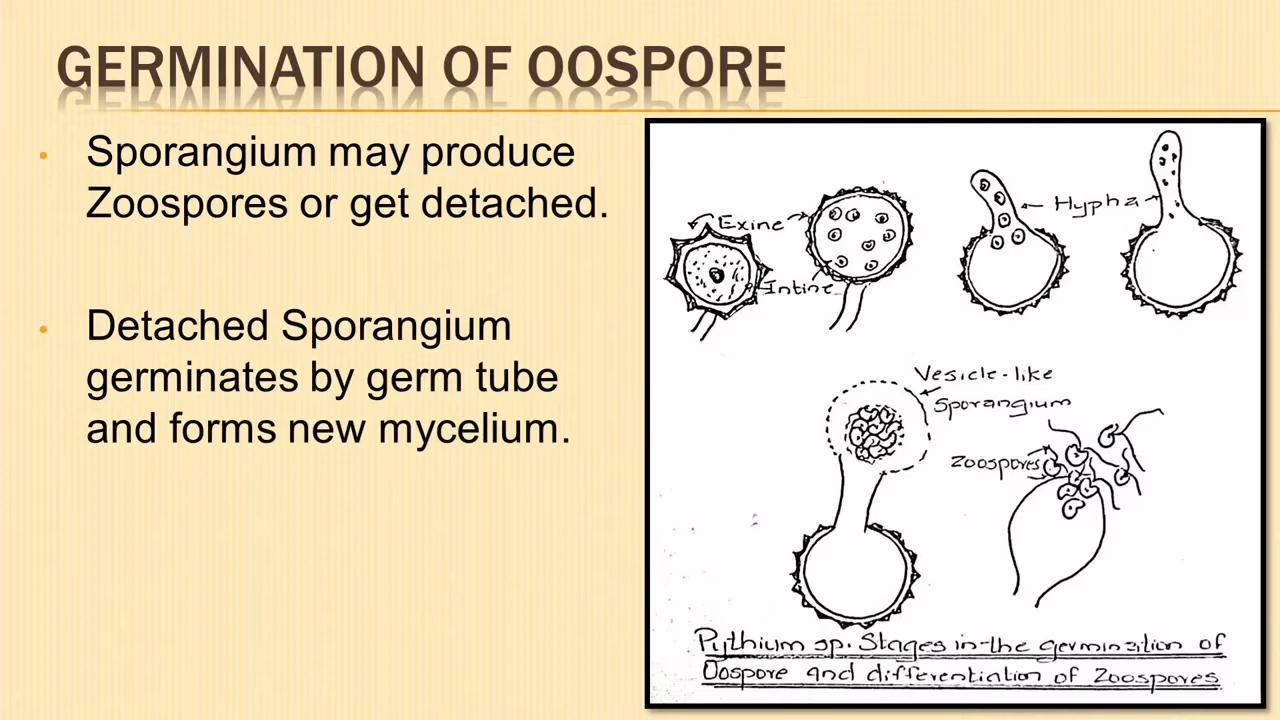 GERMINATION OF OOSPORE
• Sporangium may produce
Zoospores or get detached.
• Detached Sporangium
germinates by germ tube
and forms new mycelium.
Exine
Intine
Hypha
Vesicle-like
Sporangium
Zoospores
Pythium sp. Stages in the germination of
Oospore and differentiation of Zoospores